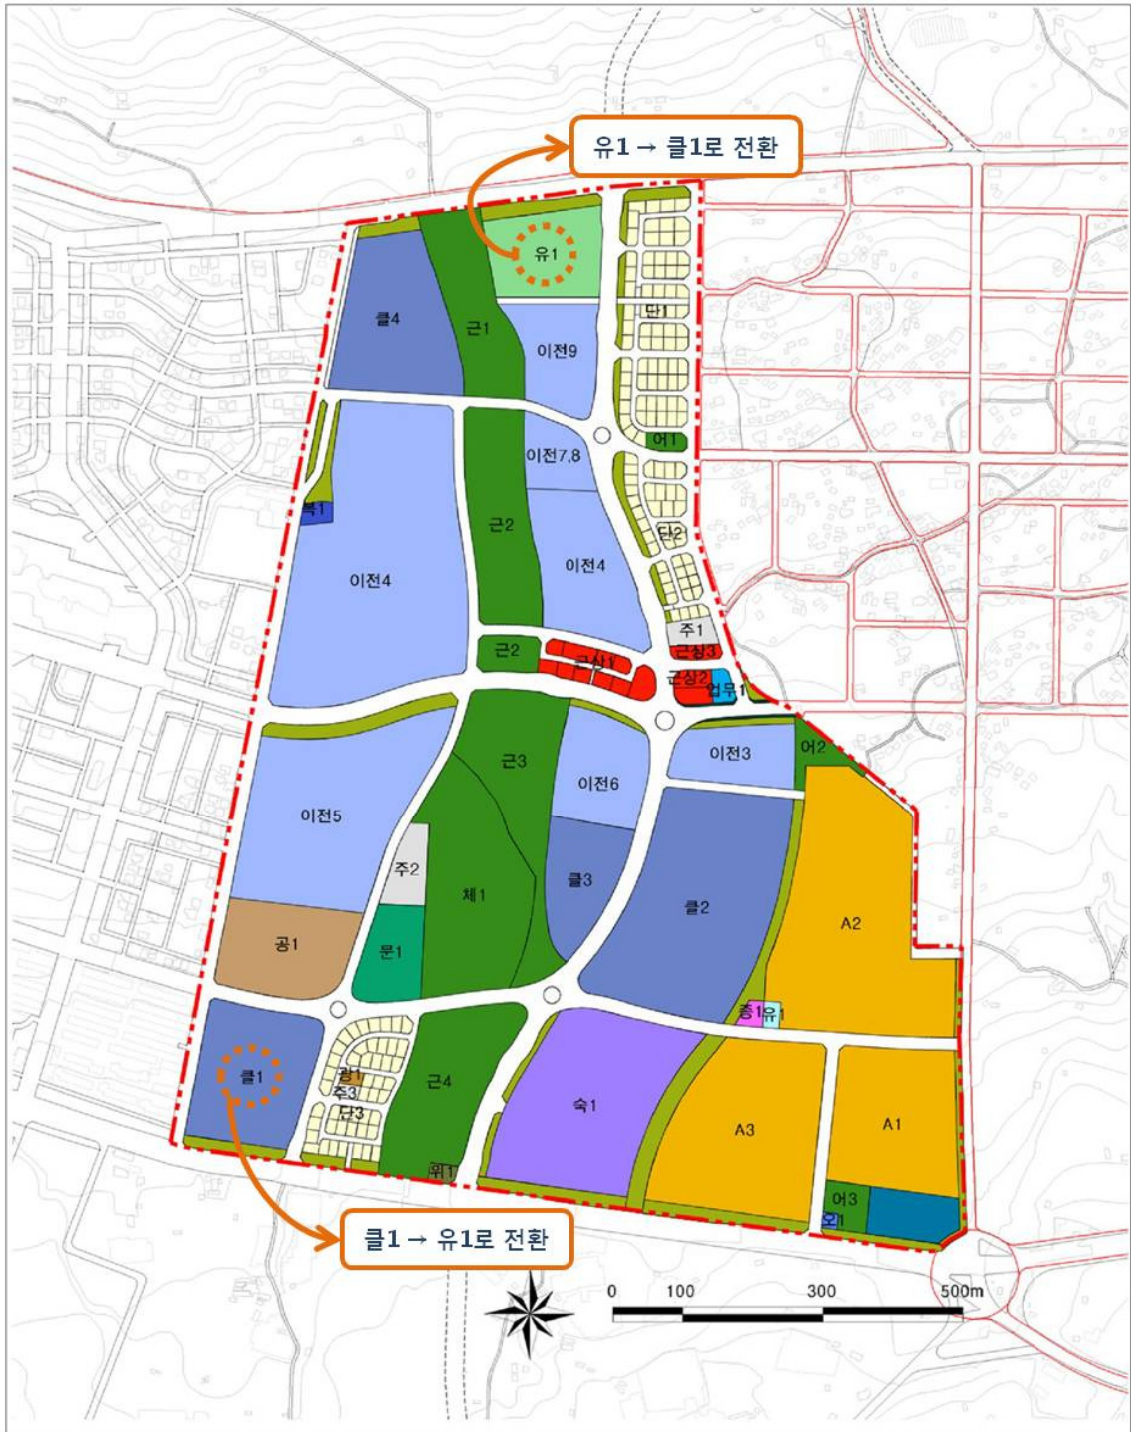 유1 → 클1로 전환
유1
클4
근1
단1
이전9
어1
이전7,8
복1
근2
단2
이전4
이전4
주1
근2
근상1
근상3
근상2
업무1
근3
이전3
어2
이전6
이전5
주2
체1
클3
클2
A2
공1
문1
종1
유1
클1
주3
단3
근4
숙1
A3
A1
위1
어3
오1
클1 → 유1로 전환
0
100
300
500m